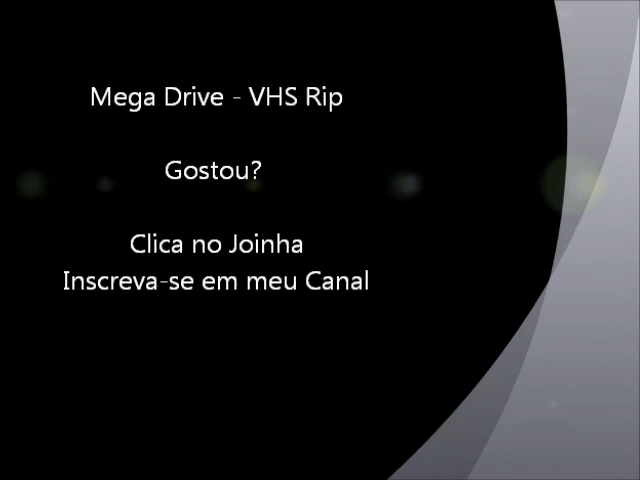 Mega Drive - VHS Rip
Gostou?
Clica no Joinha
Inscreva-se em meu Canal